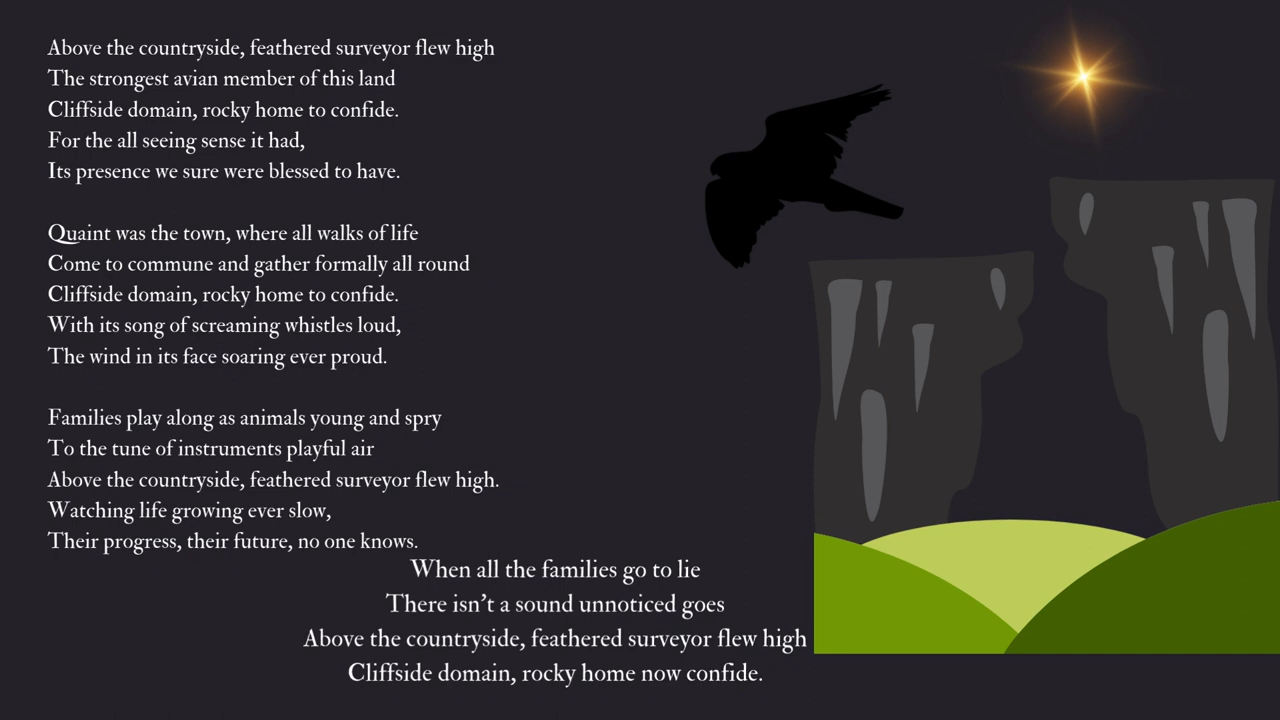 Above the countryside, feathered surveyor flew high
The strongest avian member of this land
Cliffside domain, rocky home to confide.
For the all seeing sense it had,
Its presence we sure were blessed to have.
Quaint was the town, where all walks of life
Come to commune and gather formally all round
Cliffside domain, rocky home to confide.
With its song of screaming whistles loud,
The wind in its face soaring ever proud.
Families play along as animals young and spry
To the tune of instruments playful air
Above the countryside, feathered surveyor flew high.
Watching life growing ever slow,
Their progress, their future, no one knows.
When all the families go to lie
There isn't a sound unnoticed goes
Above the countryside, feathered surveyor flew high
Cliffside domain, rocky home now confide.